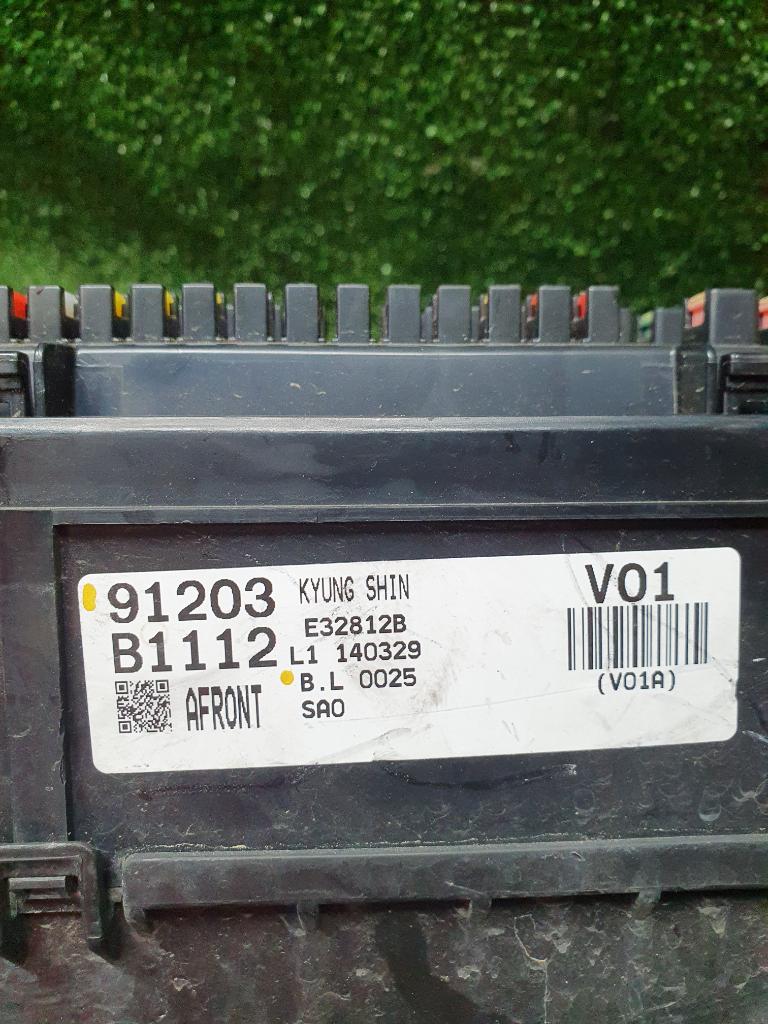 91203
B1112
AFRONT
KYUNG SHIN
E32812B
L1 140329
B.L 0025
SAO
V01
(V01A)